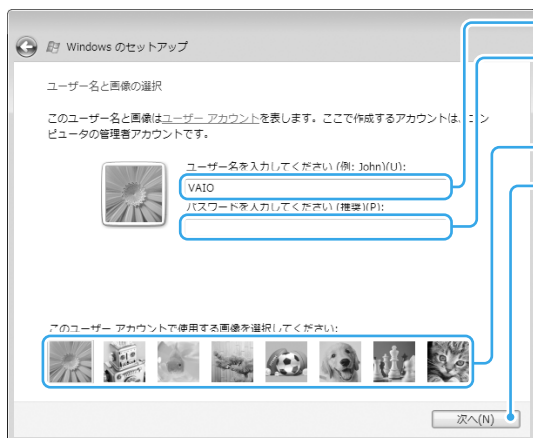 Windows のセットアップ
ユーザー名と画像の選択
このユーザー名と画像はユーザー アカウントを表します。ここで作成するアカウントは、コン
ピュータの管理者アカウントです。
ユーザー名を入力してください (例: John)(U):
VAIO
パスワードを入力してください (推奨)(P):
このユーザー アカウントで使用する画像を選択してください:
次へ(N)